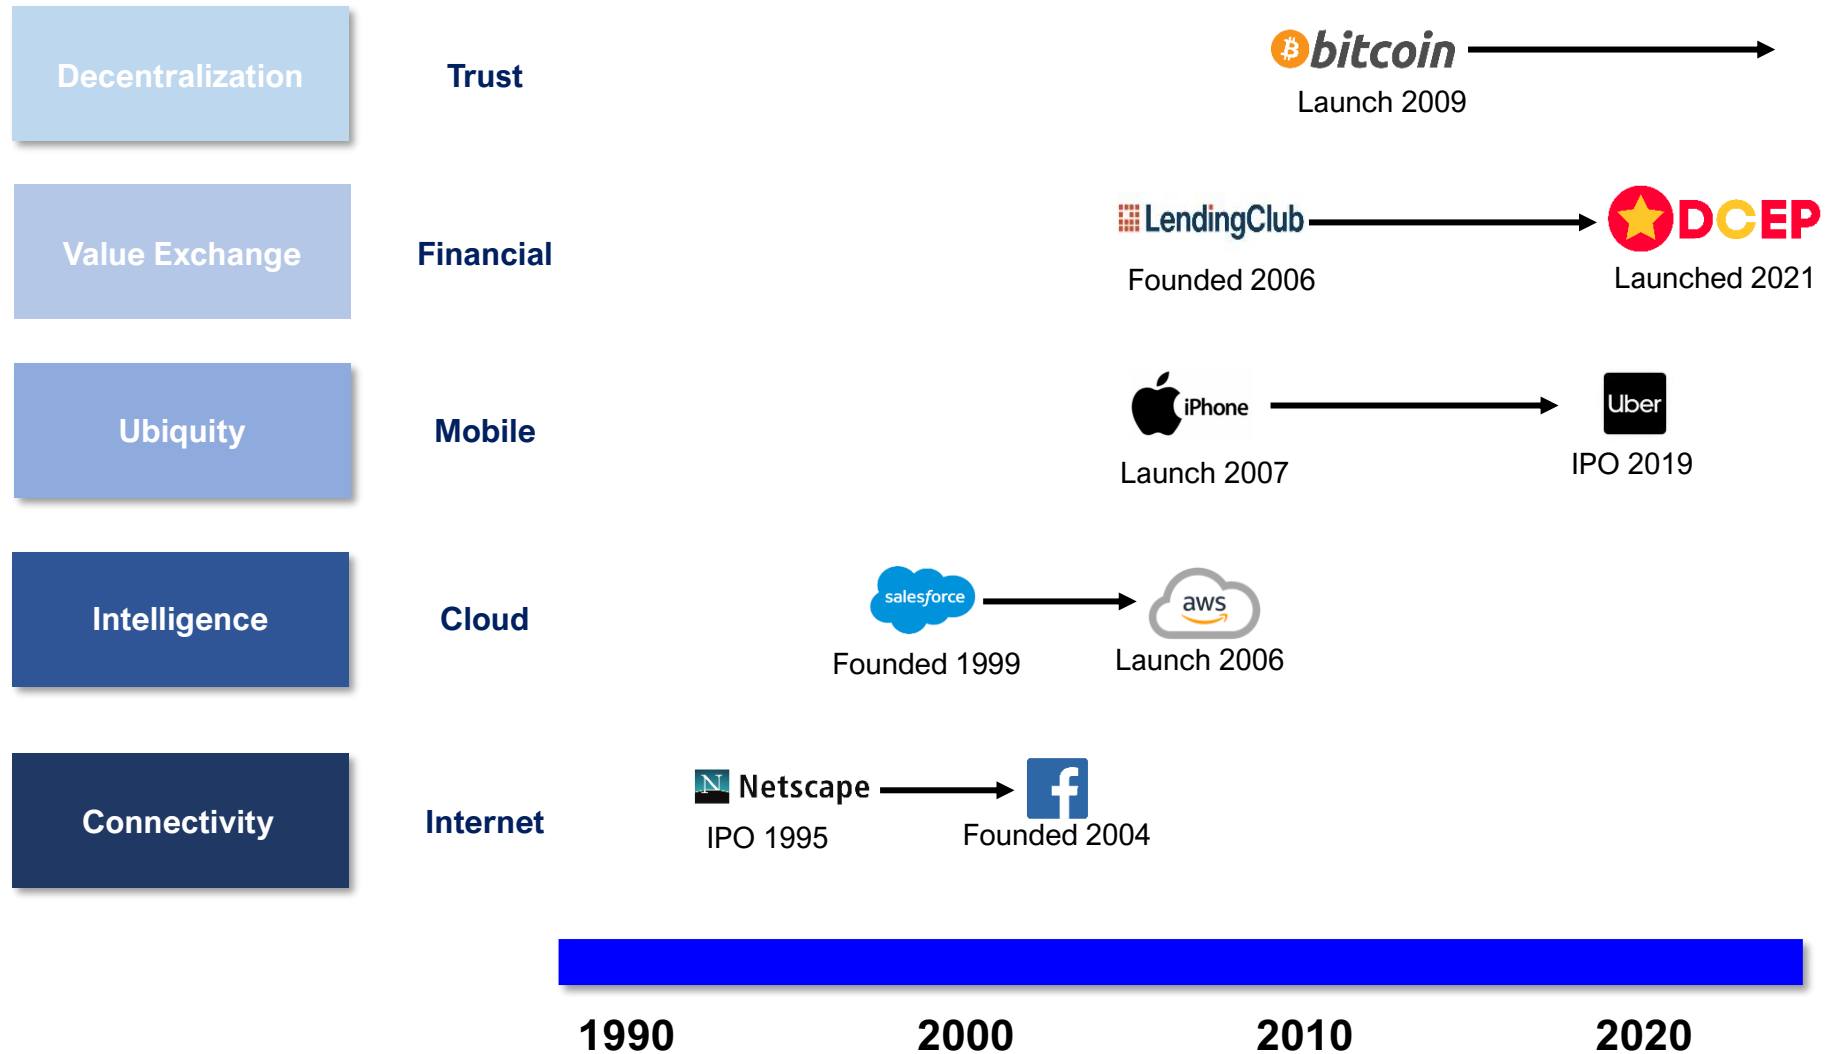 Decentralization
Trust
bitcoin
Launch 2009
Value Exchange
Financial
LendingClub
DCEP
Founded 2006
Launched 2021
Ubiquity
Mobile
iPhone
Uber
Launch 2007
IPO 2019
Intelligence
Cloud
salesforce
aws
Founded 1999
Launch 2006
Connectivity
Internet
N Netscape
f
IPO 1995
Founded 2004
1990 2000 2010 2020